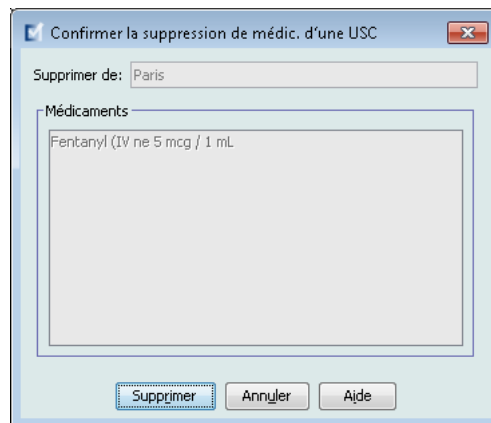 Confirmer la suppression de médic. d'une USC
Supprimer de: Paris
Médicaments
Fentanyl (IV ne 5 mcg / 1 mL
Supprimer Annuler Aide